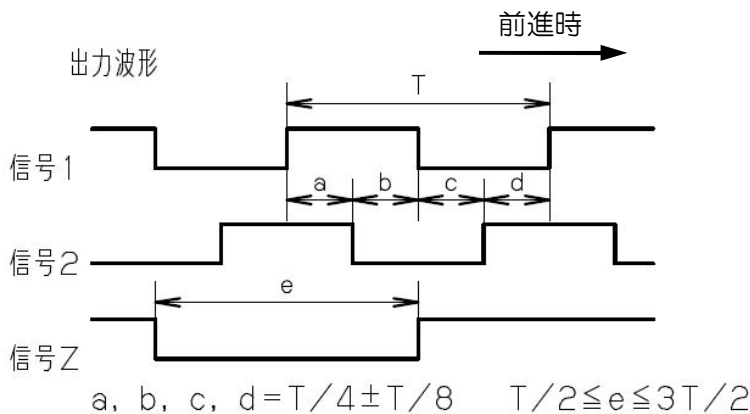 前進時
出力波形
T
信号1
a b c d
信号2
e
信号Z
a, b, c, d=T/4±T/8 T/2≦e≦3T/2